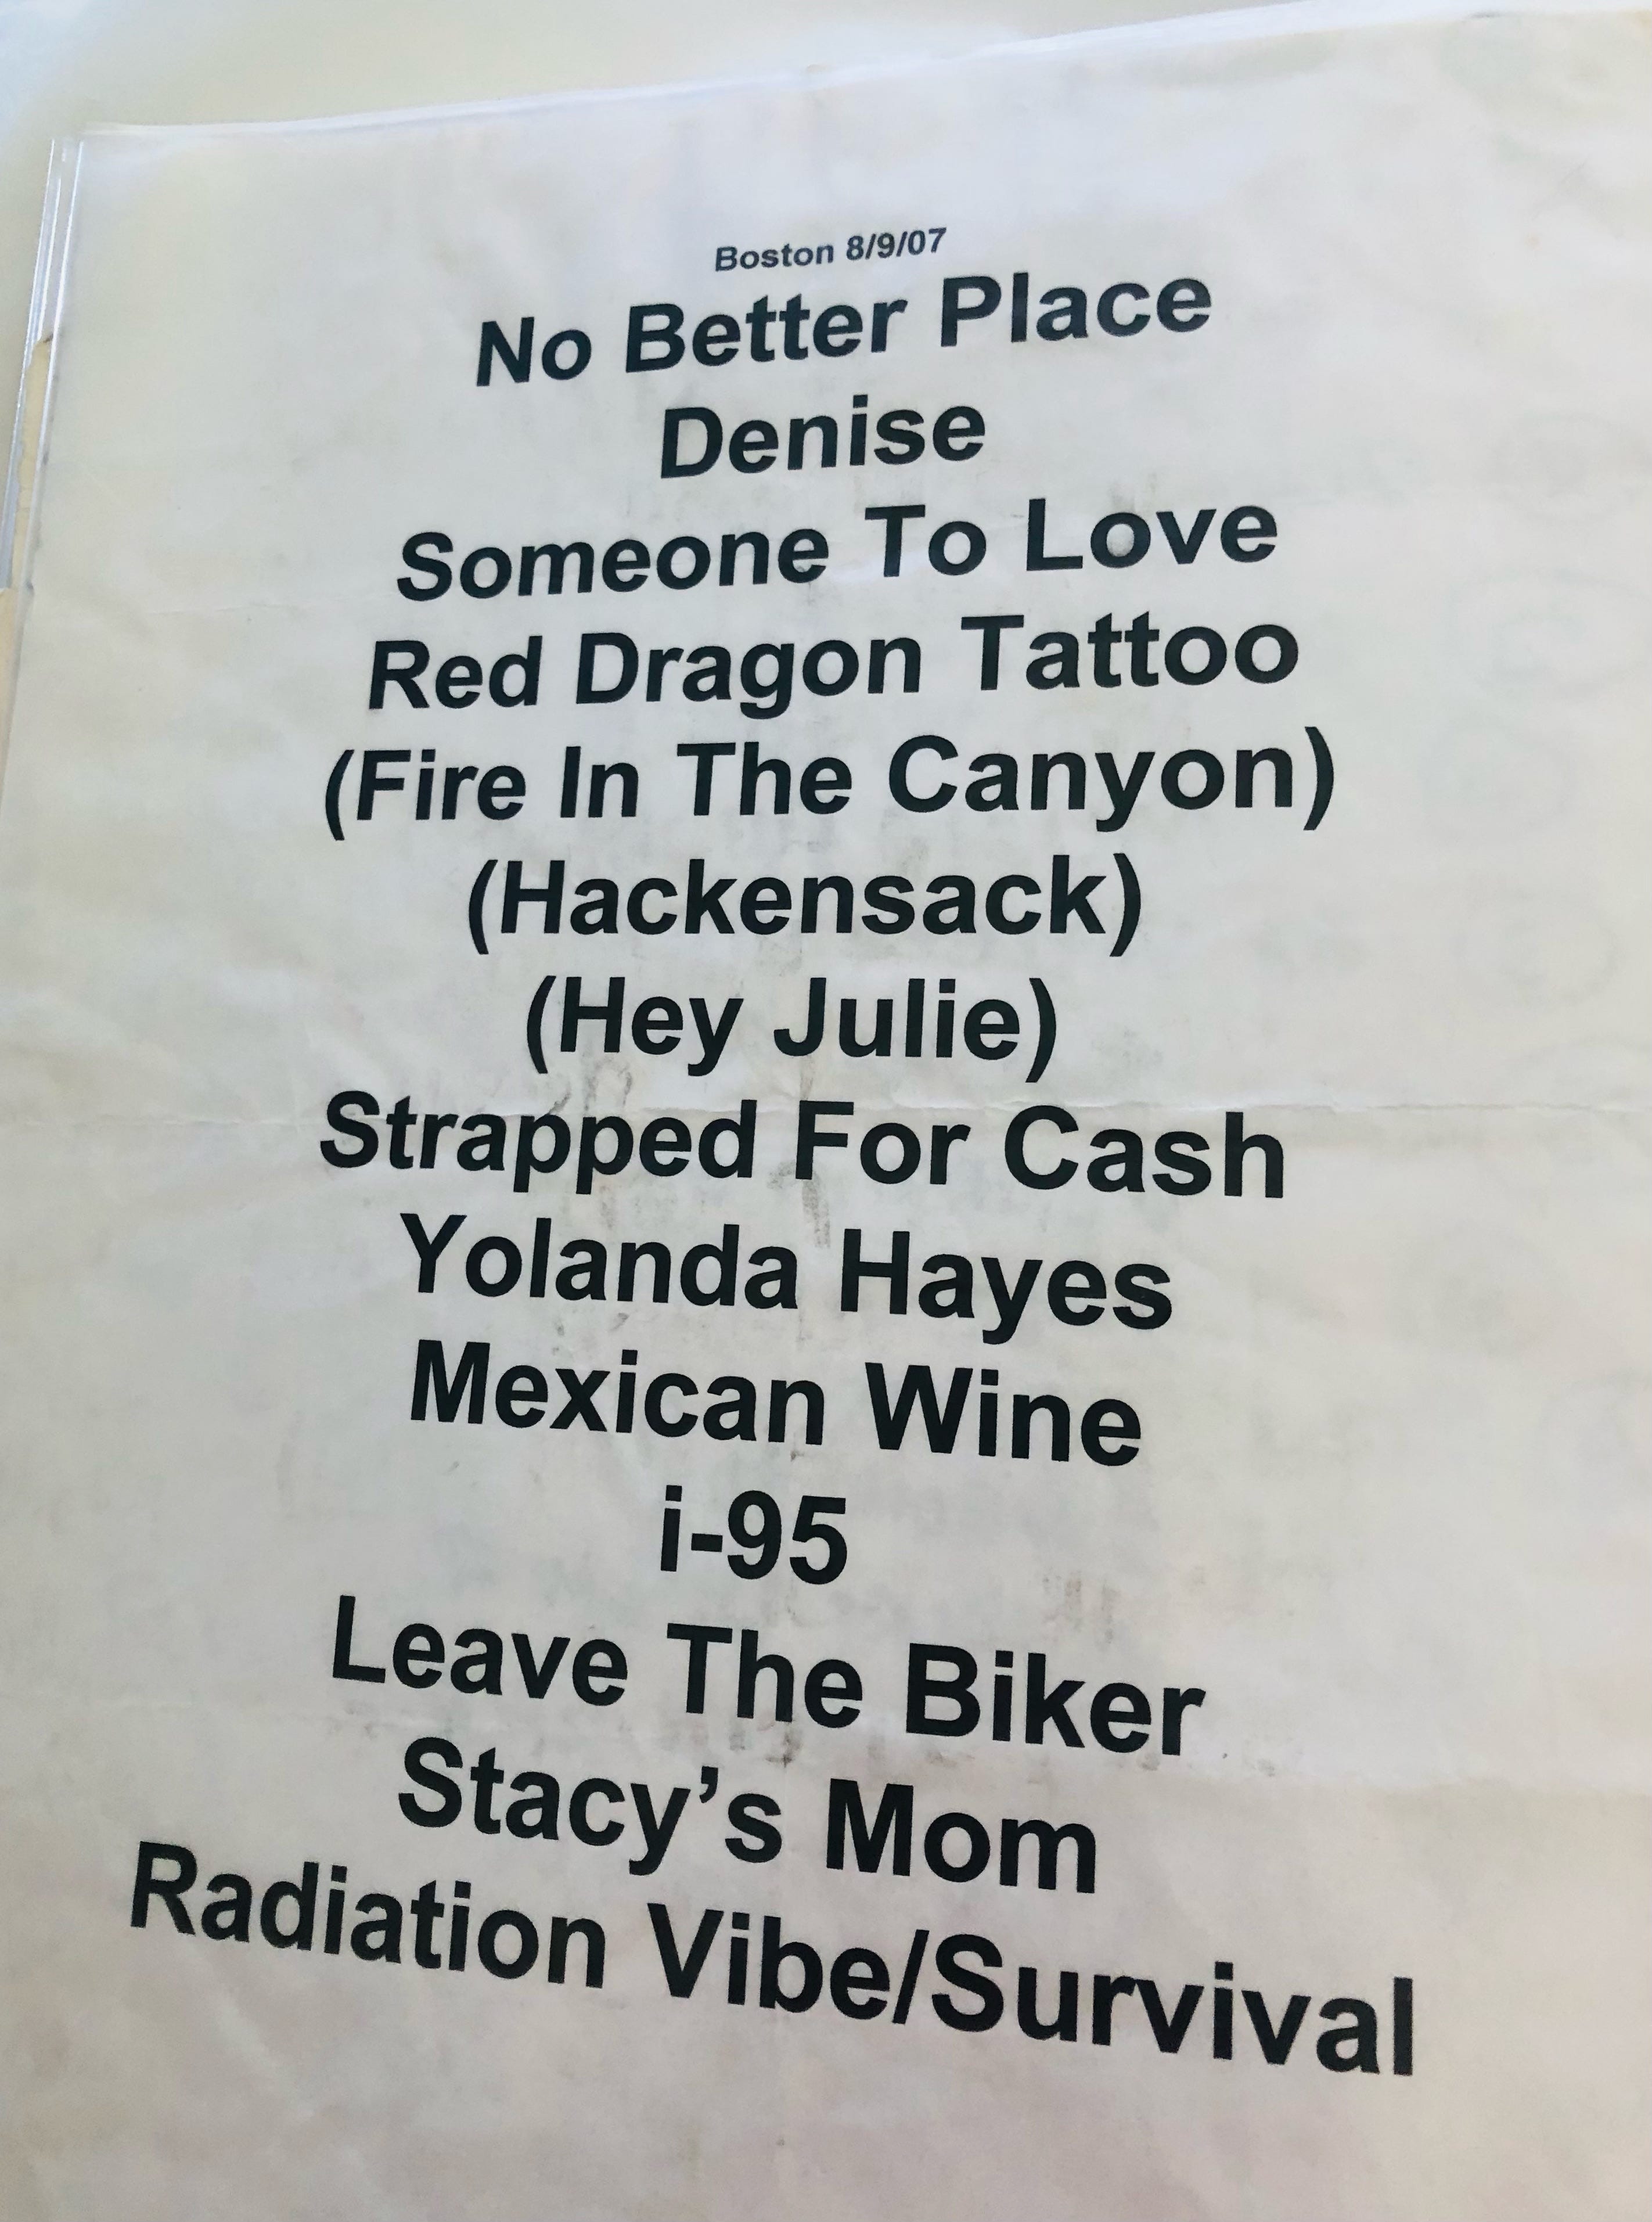 Boston 8/9/07
No Better Place
Denise
Someone To Love
Red Dragon Tattoo
(Fire In The Canyon)
(Hackensack)
(Hey Julie)
Strapped For Cash
Yolanda Hayes
Mexican Wine
i-95
Leave The Biker
Stacy’s Mom
Radiation Vibe/Survival